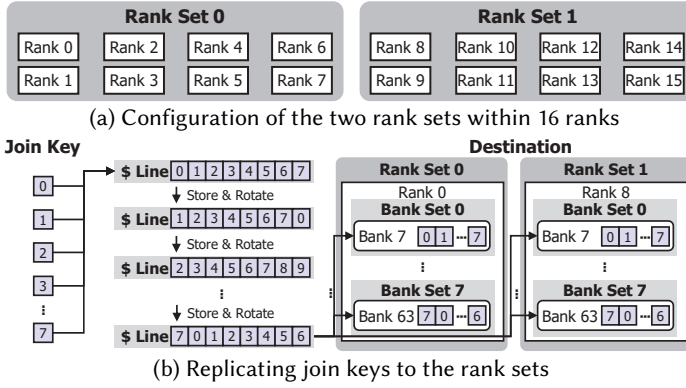 Rank Set 0
Rank 0 Rank 2 Rank 4 Rank 6
Rank 1 Rank 3 Rank 5 Rank 7
Rank Set 1
Rank 8 Rank 10 Rank 12 Rank 14
Rank 9 Rank 11 Rank 13 Rank 15
(a) Configuration of the two rank sets within 16 ranks
Join Key
0
1
2
3
⋮
7
$ Line 0 1 2 3 4 5 6 7
Store & Rotate
$ Line 1 2 3 4 5 6 7 0
Store & Rotate
$ Line 2 3 4 5 6 7 8 9
Store & Rotate
⋮
Store & Rotate
$ Line 7 0 1 2 3 4 5 6
⋮
Destination
Rank Set 0
Rank 0
Bank Set 0
Bank 7 0 1 ··· 7
⋮
Bank Set 7
Bank 63 7 0 ··· 6
⋮
Rank Set 1
Rank 8
Bank Set 0
Bank 7 0 1 ··· 7
⋮
Bank Set 7
Bank 63 7 0 ··· 6
(b) Replicating join keys to the rank sets